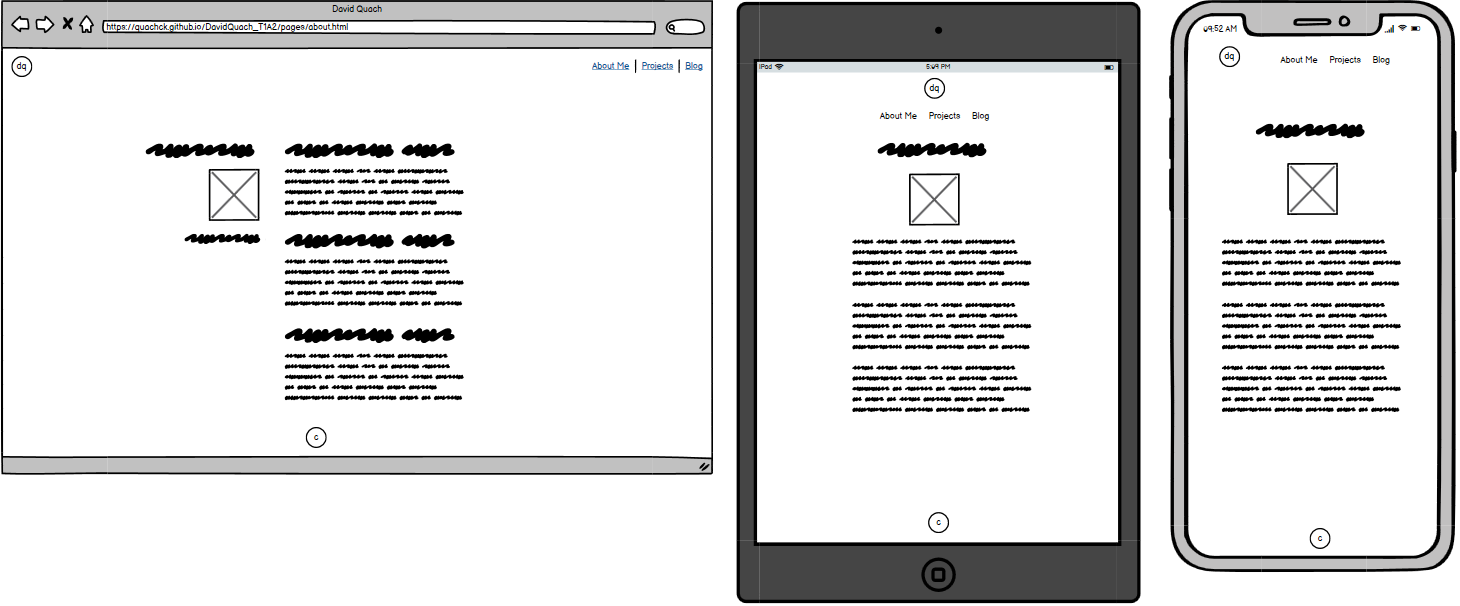 David Quach
https://quachck.github.io/DavidQuach_T1A2/pages/about.html
dq
About Me | Projects | Blog
c
iPod
5:49 PM
dq
About Me Projects Blog
c
09:52 AM
dq
About Me Projects Blog
c